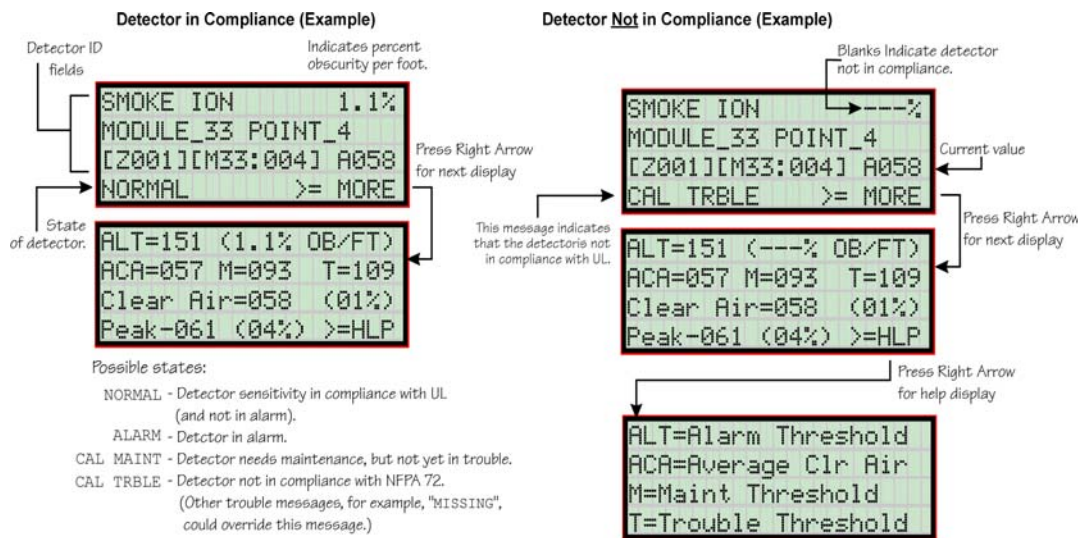 Detector in Compliance (Example)
Detector ID
fields
Indicates percent
obscurity per foot.
SMOKE ION 1.1%
MODULE_33 POINT_4
[Z001][M33:004] A058
NORMAL >= MORE
Press Right Arrow
for next display
State
of detector.
ALT=151 (1.1% OB/FT)
ACA=057 M=093 T=109
Clear Air=058 (01%)
Peak-061 (04%) >=HLP
Possible states:
NORMAL - Detector sensitivity in compliance with UL
(and not in alarm).
ALARM - Detctor in alarm.
CAL MAINT - Detector needs maintenance, but not yet in trouble.
CAL TRBLE - Detector not in compliance with NFPA 72.
(Other trouble messages, for example, "MISSING",
could override this message.)
Detector Not in Compliance (Example)
Blanks Indicate detector
not in compliance.
SMOKE ION ---%
MODULE_33 POINT_4
[Z001][M33:004] A058
CAL TRBLE >= MORE
Current value
This message indicates
that the detectoris not
in compliance with UL.
Press Right Arrow
for next display
ALT=151 (---% OB/FT)
ACA=057 M=093 T=109
Clear Air=058 (01%)
Peak-061 (04%) >=HLP
Press Right Arrow
for help display
ALT=Alarm Threshold
ACA=Average Clr Air
M=Maint Threshold
T=Trouble Threshold